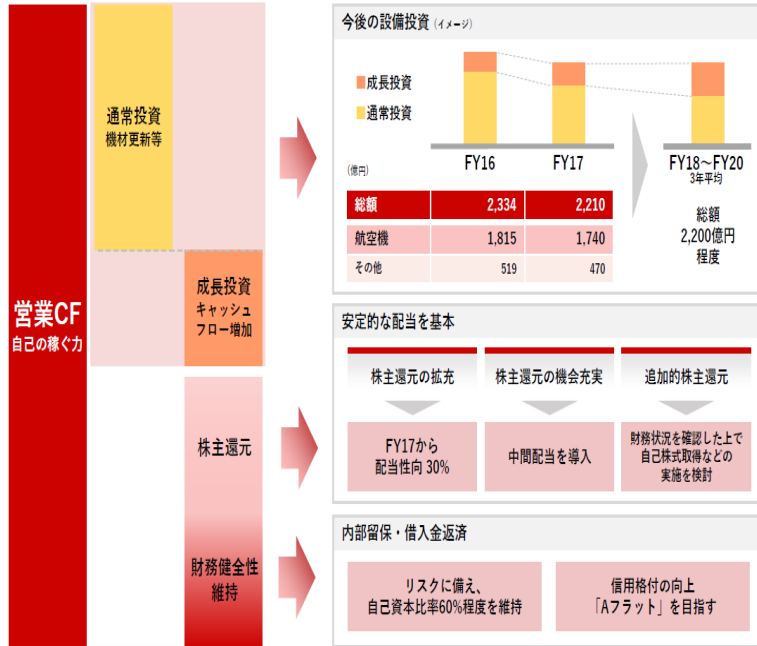 営業CF
自己の稼ぐ力
通常投資
機材更新等
成長投資
キャッシュ
フロー増加
株主還元
財務健全性
維持
今後の設備投資 (イメージ)
成長投資
通常投資
FY16
FY17
FY18～FY20
3年平均
(億円)
総額 2,334 2,210
航空機 1,815 1,740
その他 519 470
総額
2,200億円
程度
安定的な配当を基本
株主還元の拡充
株主還元の機会充実
追加的株主還元
FY17から
配当性向 30%
中間配当を導入
財務状況を確認した上で
自己株式取得などの
実施を検討
内部留保・借入金返済
リスクに備え、
自己資本比率60%程度を維持
信用格付の向上
「Aフラット」を目指す